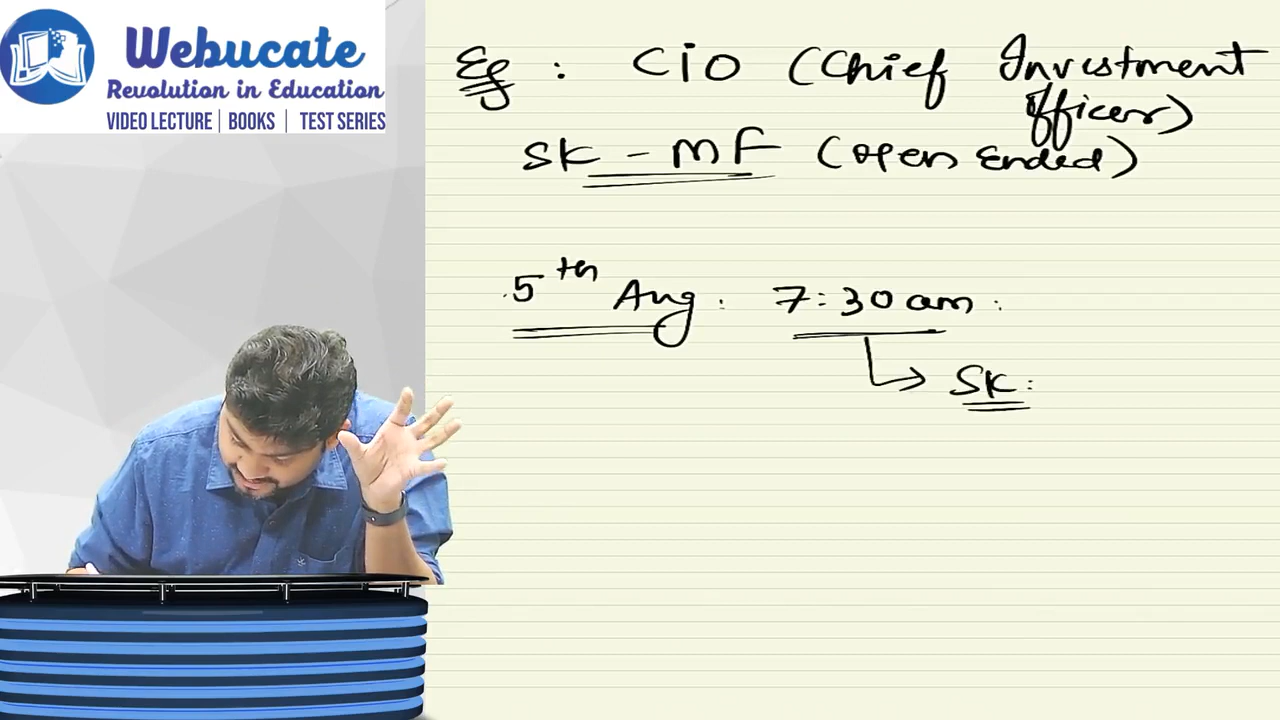 Webucate
Revolution in Education
VIDEO LECTURE | BOOKS | TEST SERIES
Eg : CiO (Chief Investment
officer)
SK - MF (open Ended)
5th Aug : 7:30 am :
SK :